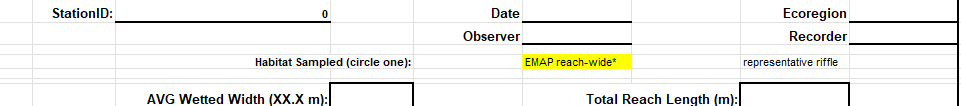 StationID: 0 Date Ecoregion
Observer Recorder
Habitat Sampled (circle one): EMAP reach-wide* representative riffle
AVG Wetted Width (XX.X m): Total Reach Length (m):